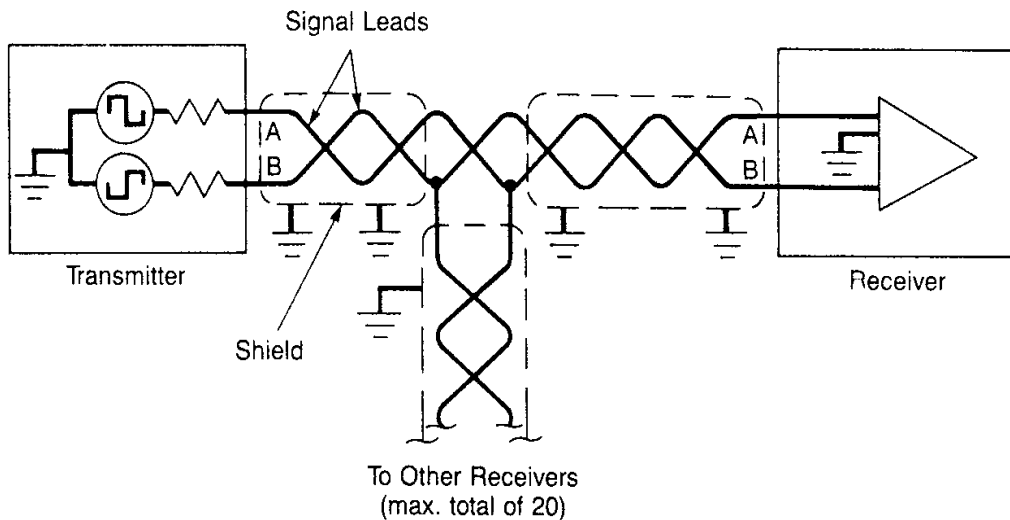 Signal Leads
A
B
A
B
Transmitter
Receiver
Shield
To Other Receivers
(max. total of 20)